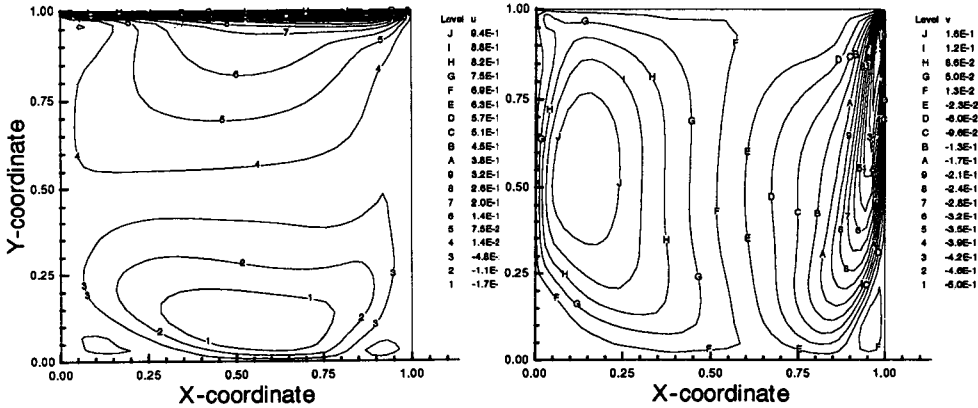 1.00
0.75
0.50
0.25
0.00
Y-coordinate
0.00 0.25 0.50 0.75 1.00
X-coordinate
Level u
J 9.4E-1
I 8.8E-1
H 8.2E-1
G 7.5E-1
F 6.9E-1
E 6.3E-1
D 5.7E-1
C 5.1E-1
B 4.5E-1
A 3.8E-1
9 3.2E-1
8 2.6E-1
7 2.0E-1
6 1.4E-1
5 7.5E-2
4 1.4E-2
3 -4.8E-
2 -1.1E-
1 -1.7E-
1.00
0.75
0.50
0.25
0.00
0.00 0.25 0.50 0.75 1.00
X-coordinate
Level v
J 1.6E-1
I 1.2E-1
H 8.6E-2
G 5.0E-2
F 1.3E-2
E -2.3E-2
D -6.0E-2
C -9.6E-2
B -1.3E-1
A -1.7E-1
9 -2.1E-1
8 -2.4E-1
7 -2.8E-1
6 -3.2E-1
5 -3.5E-1
4 -3.9E-1
3 -4.2E-1
2 -4.6E-1
1 -5.0E-1